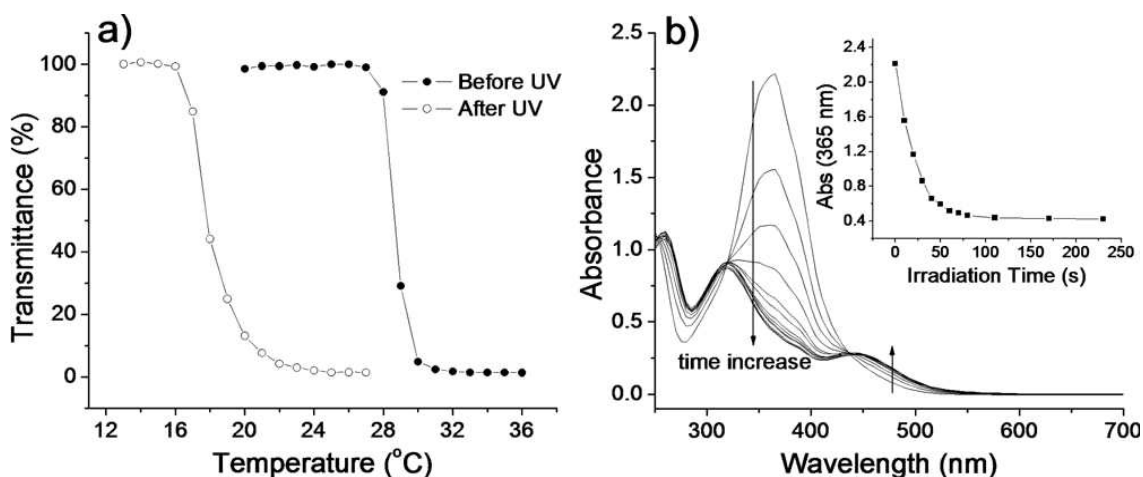 a)
100
80
60
40
20
0
Transmittance (%)
12 16 20 24 28 32 36
Temperature (°C)
Before UV
After UV
b)
2.5
2.0
1.5
1.0
0.5
0.0
Absorbance
300 400 500 600 700
Wavelength (nm)
time increase
2.4
1.8
1.2
0.6
0.4
Abs (365 nm)
0 50 100 150 200 250
Irradiation Time (s)